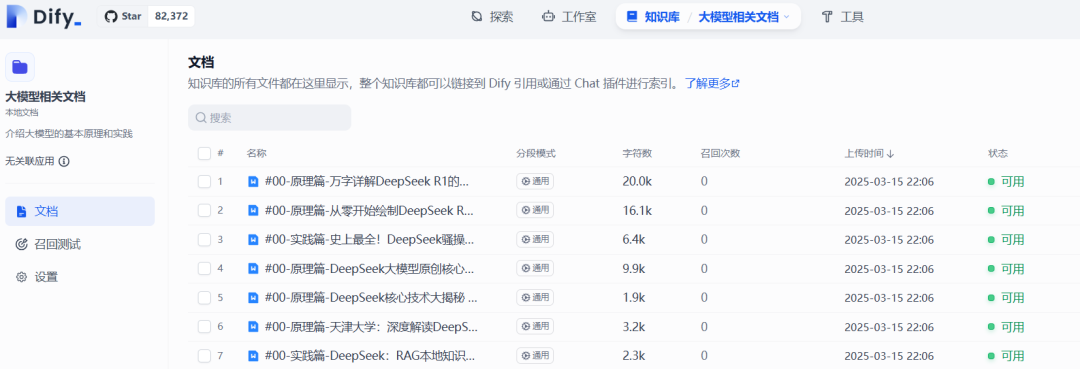 Dify_ Star 82,372 探索 工作室 知识库 / 大模型相关文档 工具
大模型相关文档
本地文档
介绍大模型的基本原理和实践
无关联应用
文档
召回测试
设置
文档
知识库的所有文件都在这里显示，整个知识库都可以链接到 Dify 引用或通过 Chat 插件进行索引。 了解更多
搜索
# 名称 分段模式 字符数 召回次数 上传时间 ↓ 状态
1 #00-原理篇-万字详解DeepSeek R1的... 通用 20.0k 0 2025-03-15 22:06 可用
2 #00-原理篇-从零开始绘制DeepSeek R... 通用 16.1k 0 2025-03-15 22:06 可用
3 #00-实践篇-史上最全！DeepSeek骚操... 通用 6.4k 0 2025-03-15 22:06 可用
4 #00-原理篇-DeepSeek大模型原创核心... 通用 9.9k 0 2025-03-15 22:06 可用
5 #00-原理篇-DeepSeek核心技术大揭秘 ... 通用 1.9k 0 2025-03-15 22:06 可用
6 #00-原理篇-天津大学：深度解读DeepS... 通用 3.2k 0 2025-03-15 22:06 可用
7 #00-实践篇-DeepSeek：RAG本地知识... 通用 2.3k 0 2025-03-15 22:06 可用